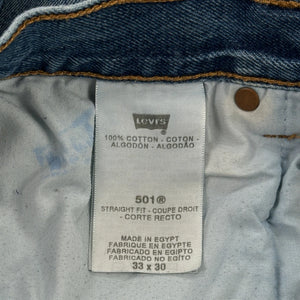 Levi's
100% COTTON - COTON -
ALGODÓN - ALGODÃO
501®
STRAIGHT FIT - COUPE DROIT
- CORTE RECTO
MADE IN EGYPT
FABRIQUE EN EGYPTE
FABRICADO EN EGIPTO
FABRICADO NO EGITO
33 x 30